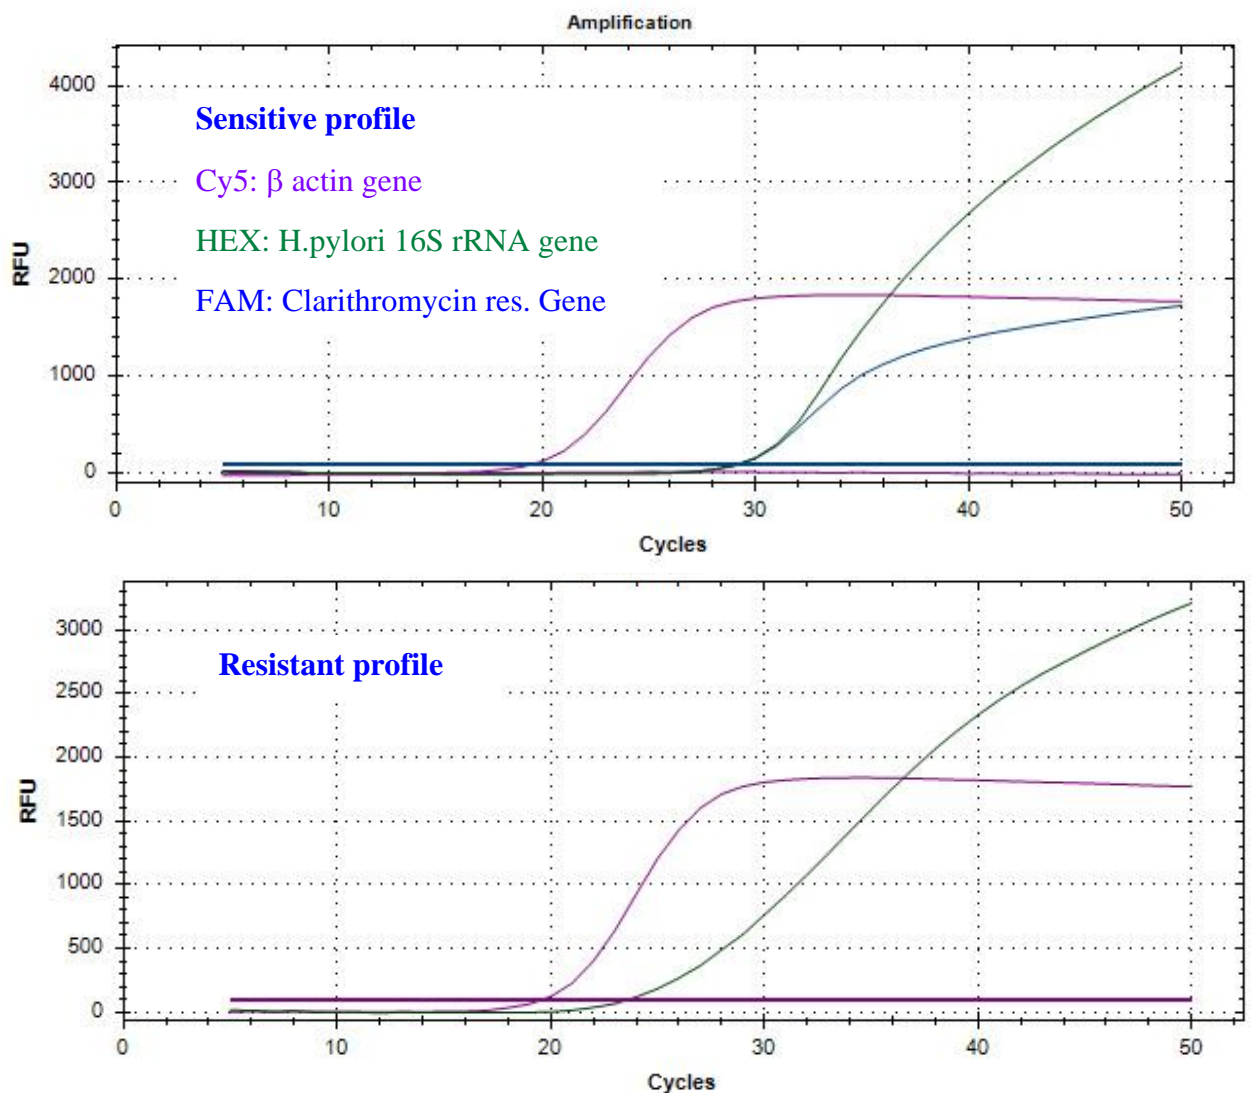 Amplification
4000
3000
2000
1000
0
RFU
Sensitive profile
Cy5: β actin gene
HEX: H.pylori 16S rRNA gene
FAM: Clarithromycin res. Gene
0 10 20 30 40 50
Cycles
3000
2500
2000
1500
1000
500
0
RFU
Resistant profile
0 10 20 30 40 50
Cycles